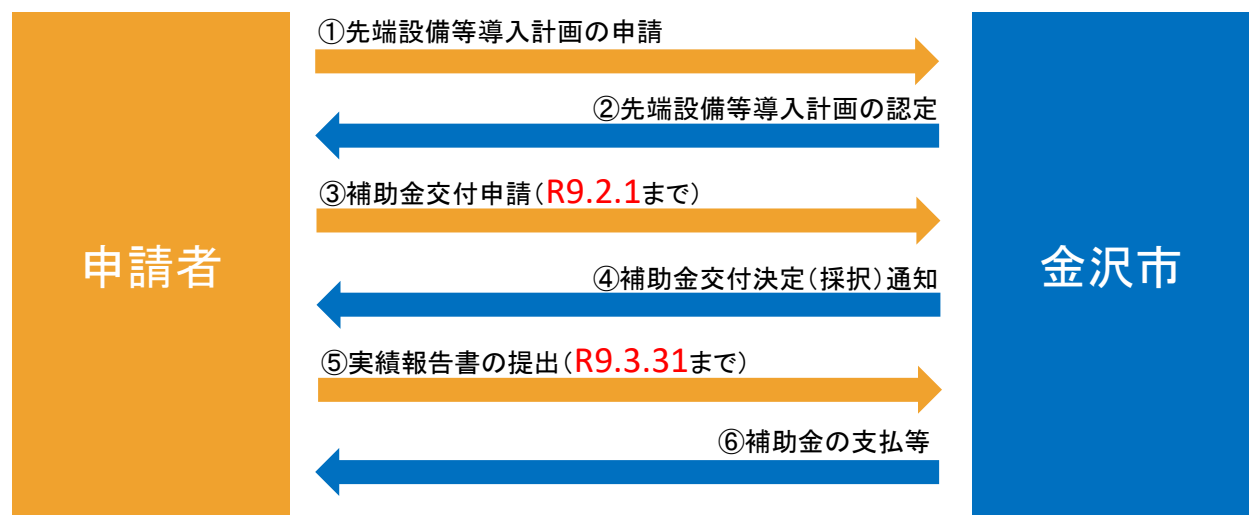 ①先端設備等導入計画の申請
②先端設備等導入計画の認定
③補助金交付申請(R9.2.1まで)
申請者
金沢市
④補助金交付決定(採択)通知
⑤実績報告書の提出(R9.3.31まで)
⑥補助金の支払等